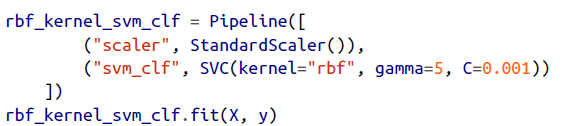 rbf_kernel_svm_clf = Pipeline([
        ("scaler", StandardScaler()),
        ("svm_clf", SVC(kernel="rbf", gamma=5, C=0.001))
    ])
rbf_kernel_svm_clf.fit(X, y)